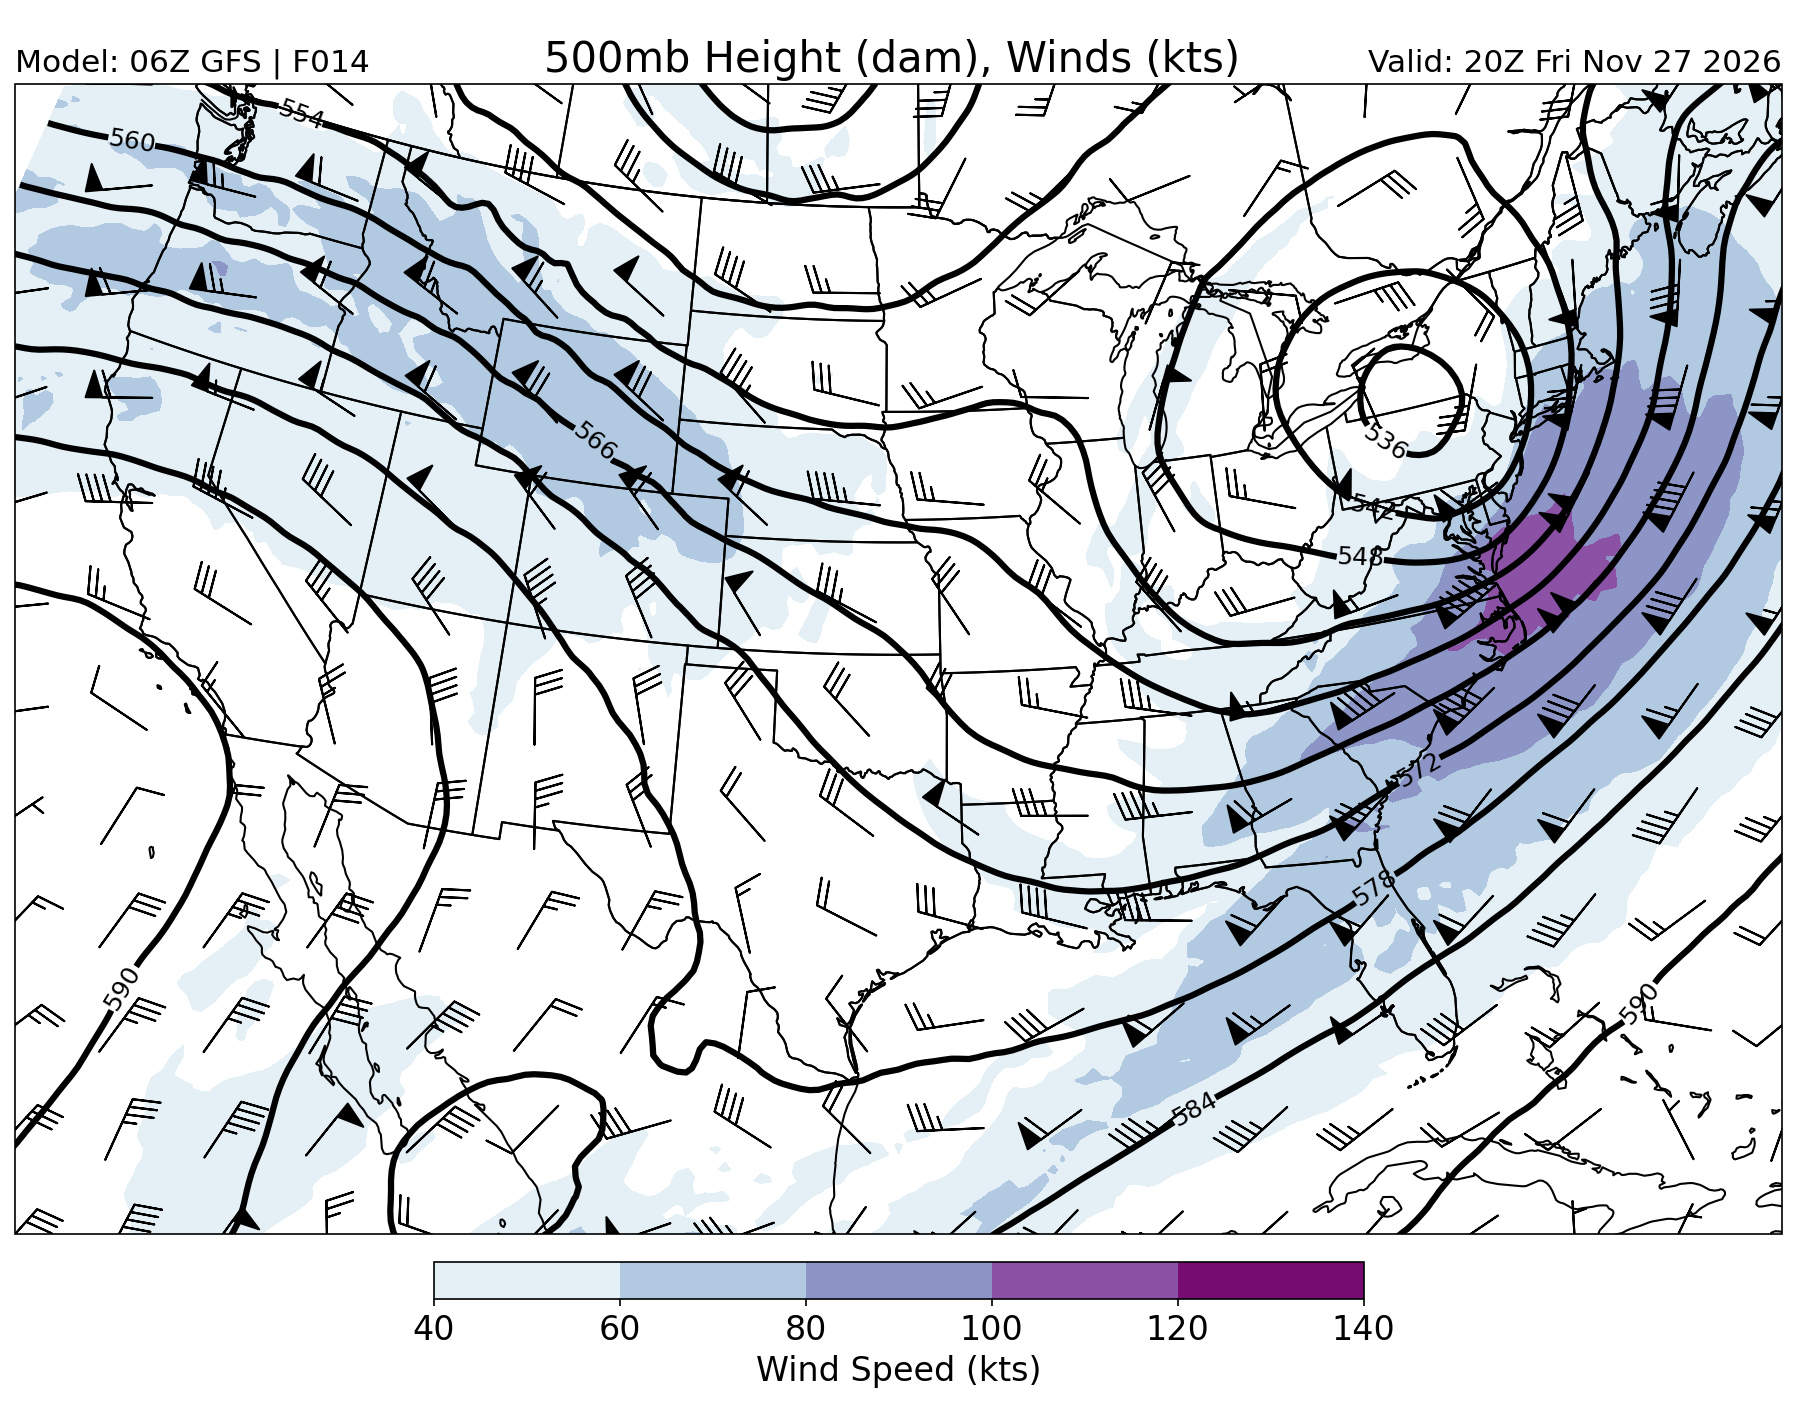 500mb Height (dam), Winds (kts)
Model: 06Z GFS | F014
Valid: 20Z Fri Nov 27 2026
554
560
566
536
542
548
572
578
590
590
584
40 60 80 100 120 140
Wind Speed (kts)